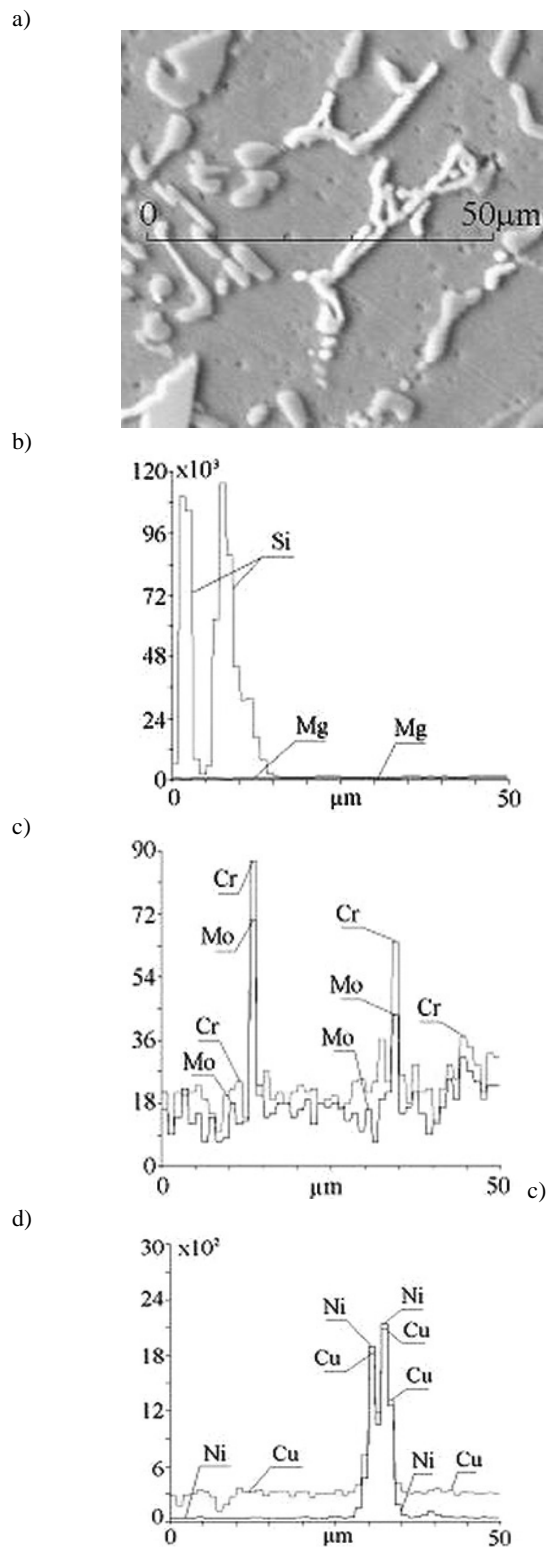 a)
0 50µm
b)
120 x10³
96
Si
72
48
24
Mg Mg
0
0 µm 50
c)
90
Cr
72
Cr
Mo
54
Mo
Cr
36
Cr
Mo
Mo
18
0
µm 50 c)
d)
30 x10²
24
Ni Ni
Cu
18
Cu
Cu
12
6
Ni Cu Ni Cu
0
0 µm 50